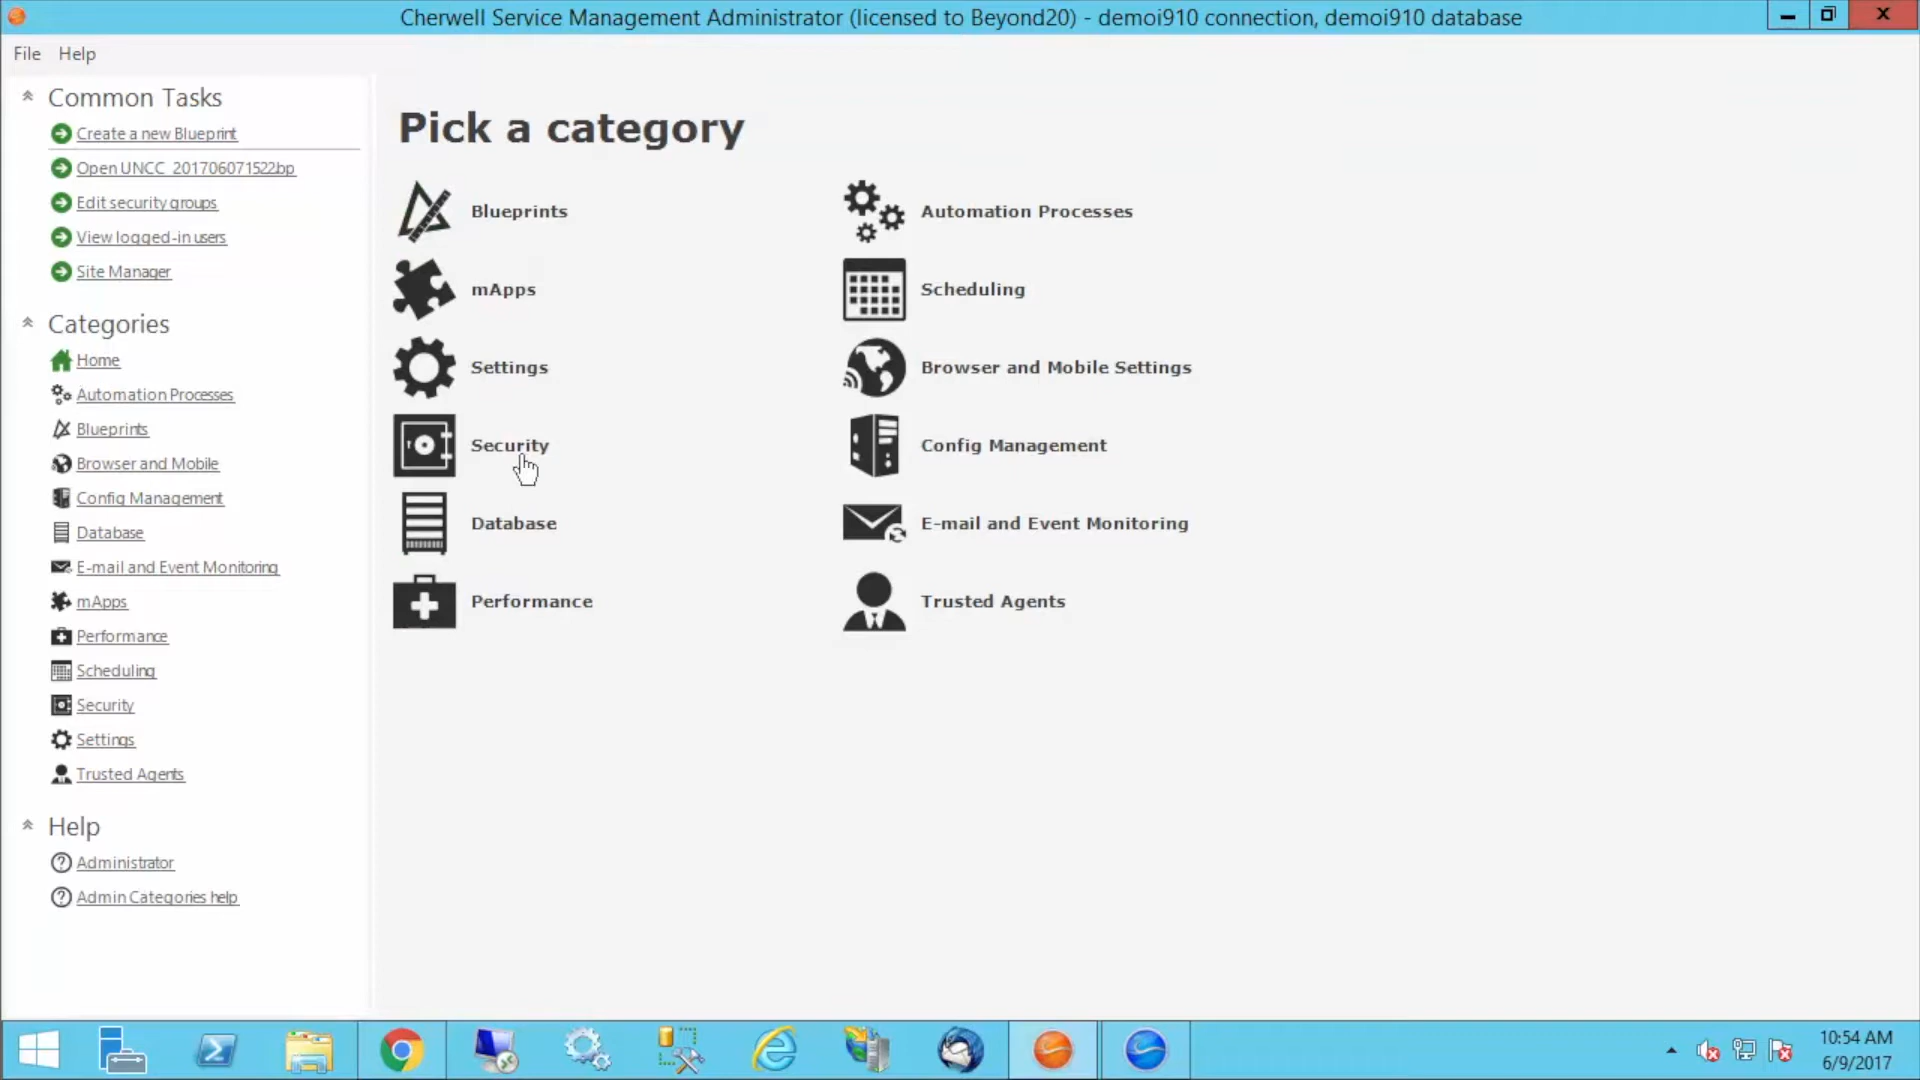 Cherwell Service Management Administrator (licensed to Beyond20) - demoi910 connection, demoi910 database
File Help
Common Tasks
Create a new Blueprint
Open UNCC_201706071522.bp
Edit security groups
View logged-in users
Site Manager
Categories
Home
Automation Processes
Blueprints
Browser and Mobile
Config Management
Database
E-mail and Event Monitoring
mApps
Performance
Scheduling
Security
Settings
Trusted Agents
Help
Administrator
Admin Categories help
Pick a category
Blueprints
Automation Processes
mApps
Scheduling
Settings
Browser and Mobile Settings
Security
Config Management
Database
E-mail and Event Monitoring
Performance
Trusted Agents
10:54 AM
6/9/2017